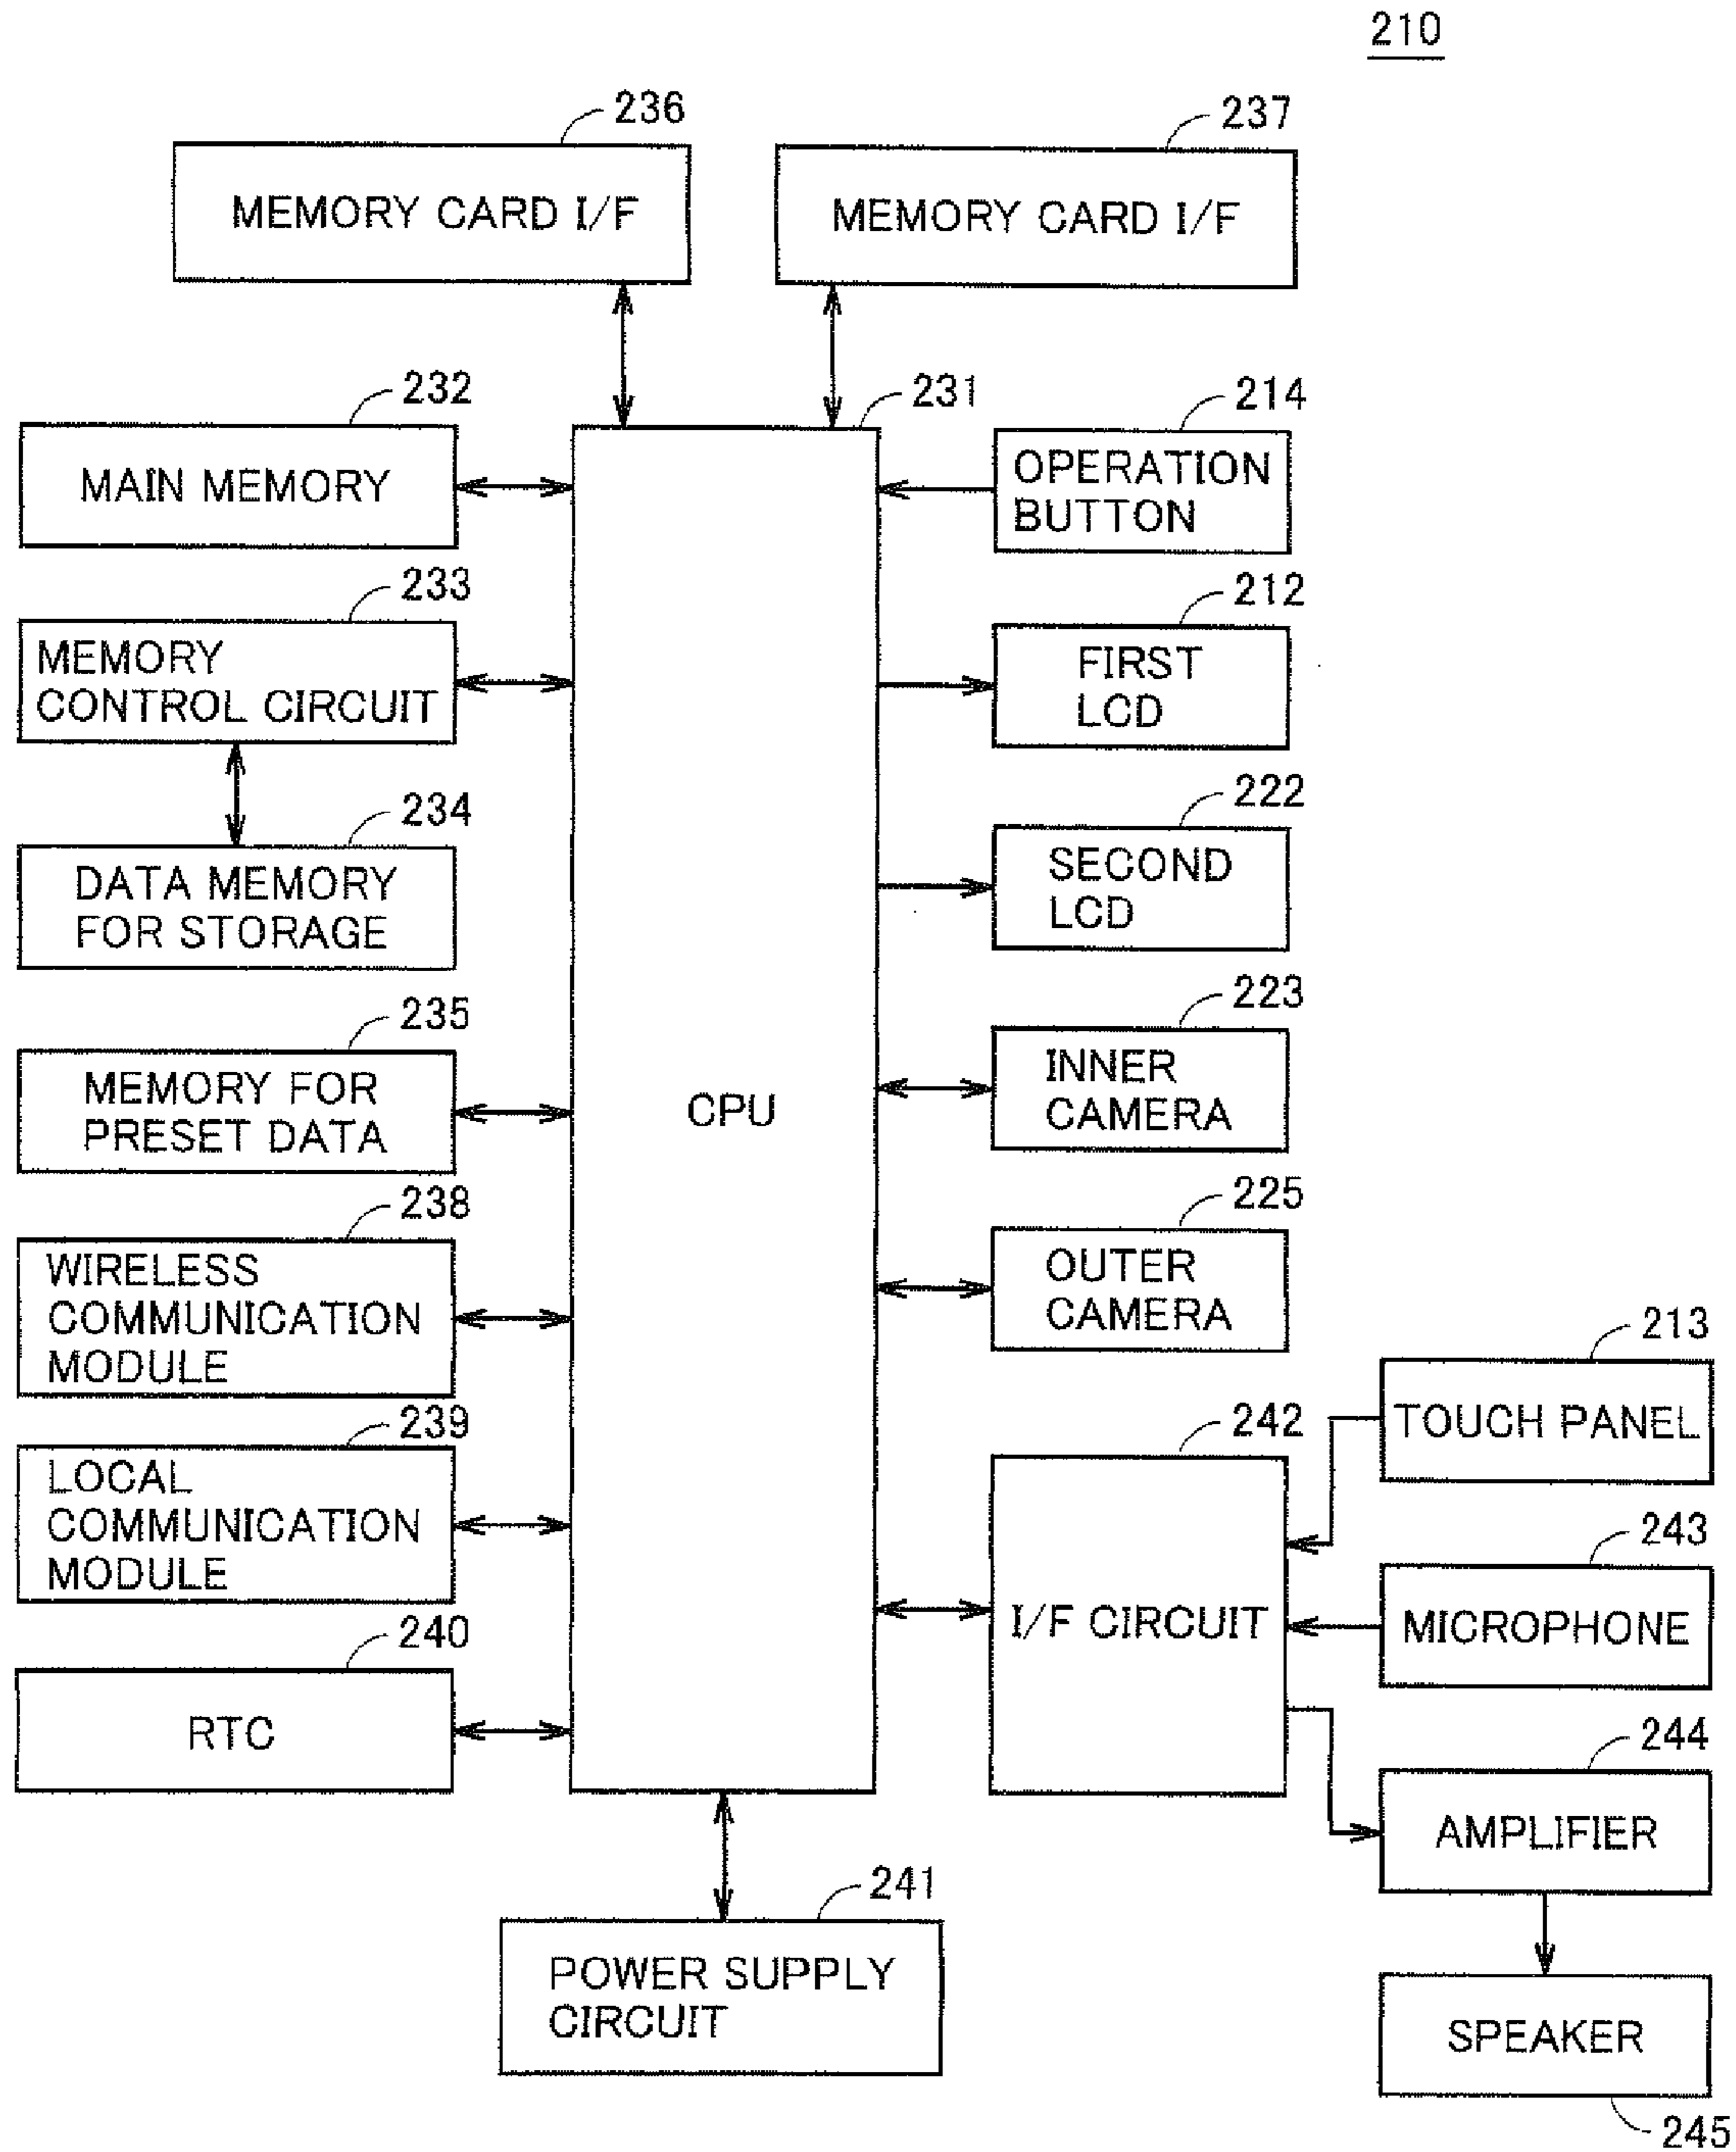 210
236
237
MEMORY CARD I/F
MEMORY CARD I/F
232
231
214
MAIN MEMORY
OPERATION
BUTTON
233
212
MEMORY
CONTROL CIRCUIT
FIRST
LCD
234
222
DATA MEMORY
FOR STORAGE
SECOND
LCD
235
223
MEMORY FOR
PRESET DATA
CPU
INNER
CAMERA
238
225
WIRELESS
COMMUNICATION
MODULE
OUTER
CAMERA
213
TOUCH PANEL
239
242
LOCAL
COMMUNICATION
MODULE
243
I/F CIRCUIT
MICROPHONE
240
RTC
244
AMPLIFIER
241
POWER SUPPLY
CIRCUIT
SPEAKER
245